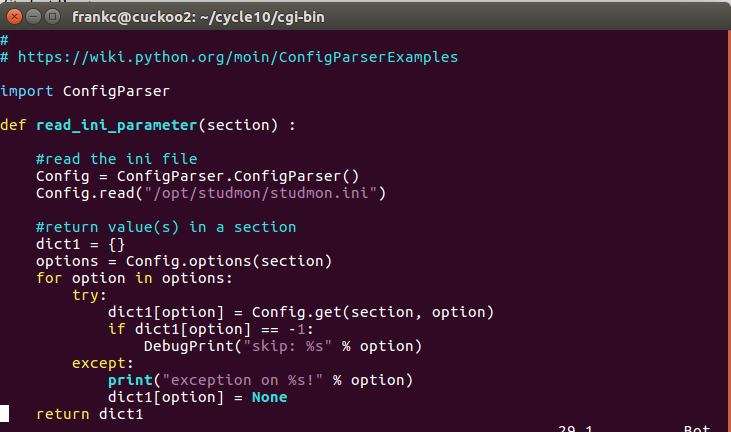 frankc@cuckoo2: ~/cycle10/cgi-bin
#
# https://wiki.python.org/moin/ConfigParserExamples
import ConfigParser
def read_ini_parameter(section) :
    #read the ini file
    Config = ConfigParser.ConfigParser()
    Config.read("/opt/studmon/studmon.ini")
    #return value(s) in a section
    dict1 = {}
    options = Config.options(section)
    for option in options:
        try:
            dict1[option] = Config.get(section, option)
            if dict1[option] == -1:
                DebugPrint("skip: %s" % option)
        except:
            print("exception on %s!" % option)
            dict1[option] = None
    return dict1
29,1 Bot